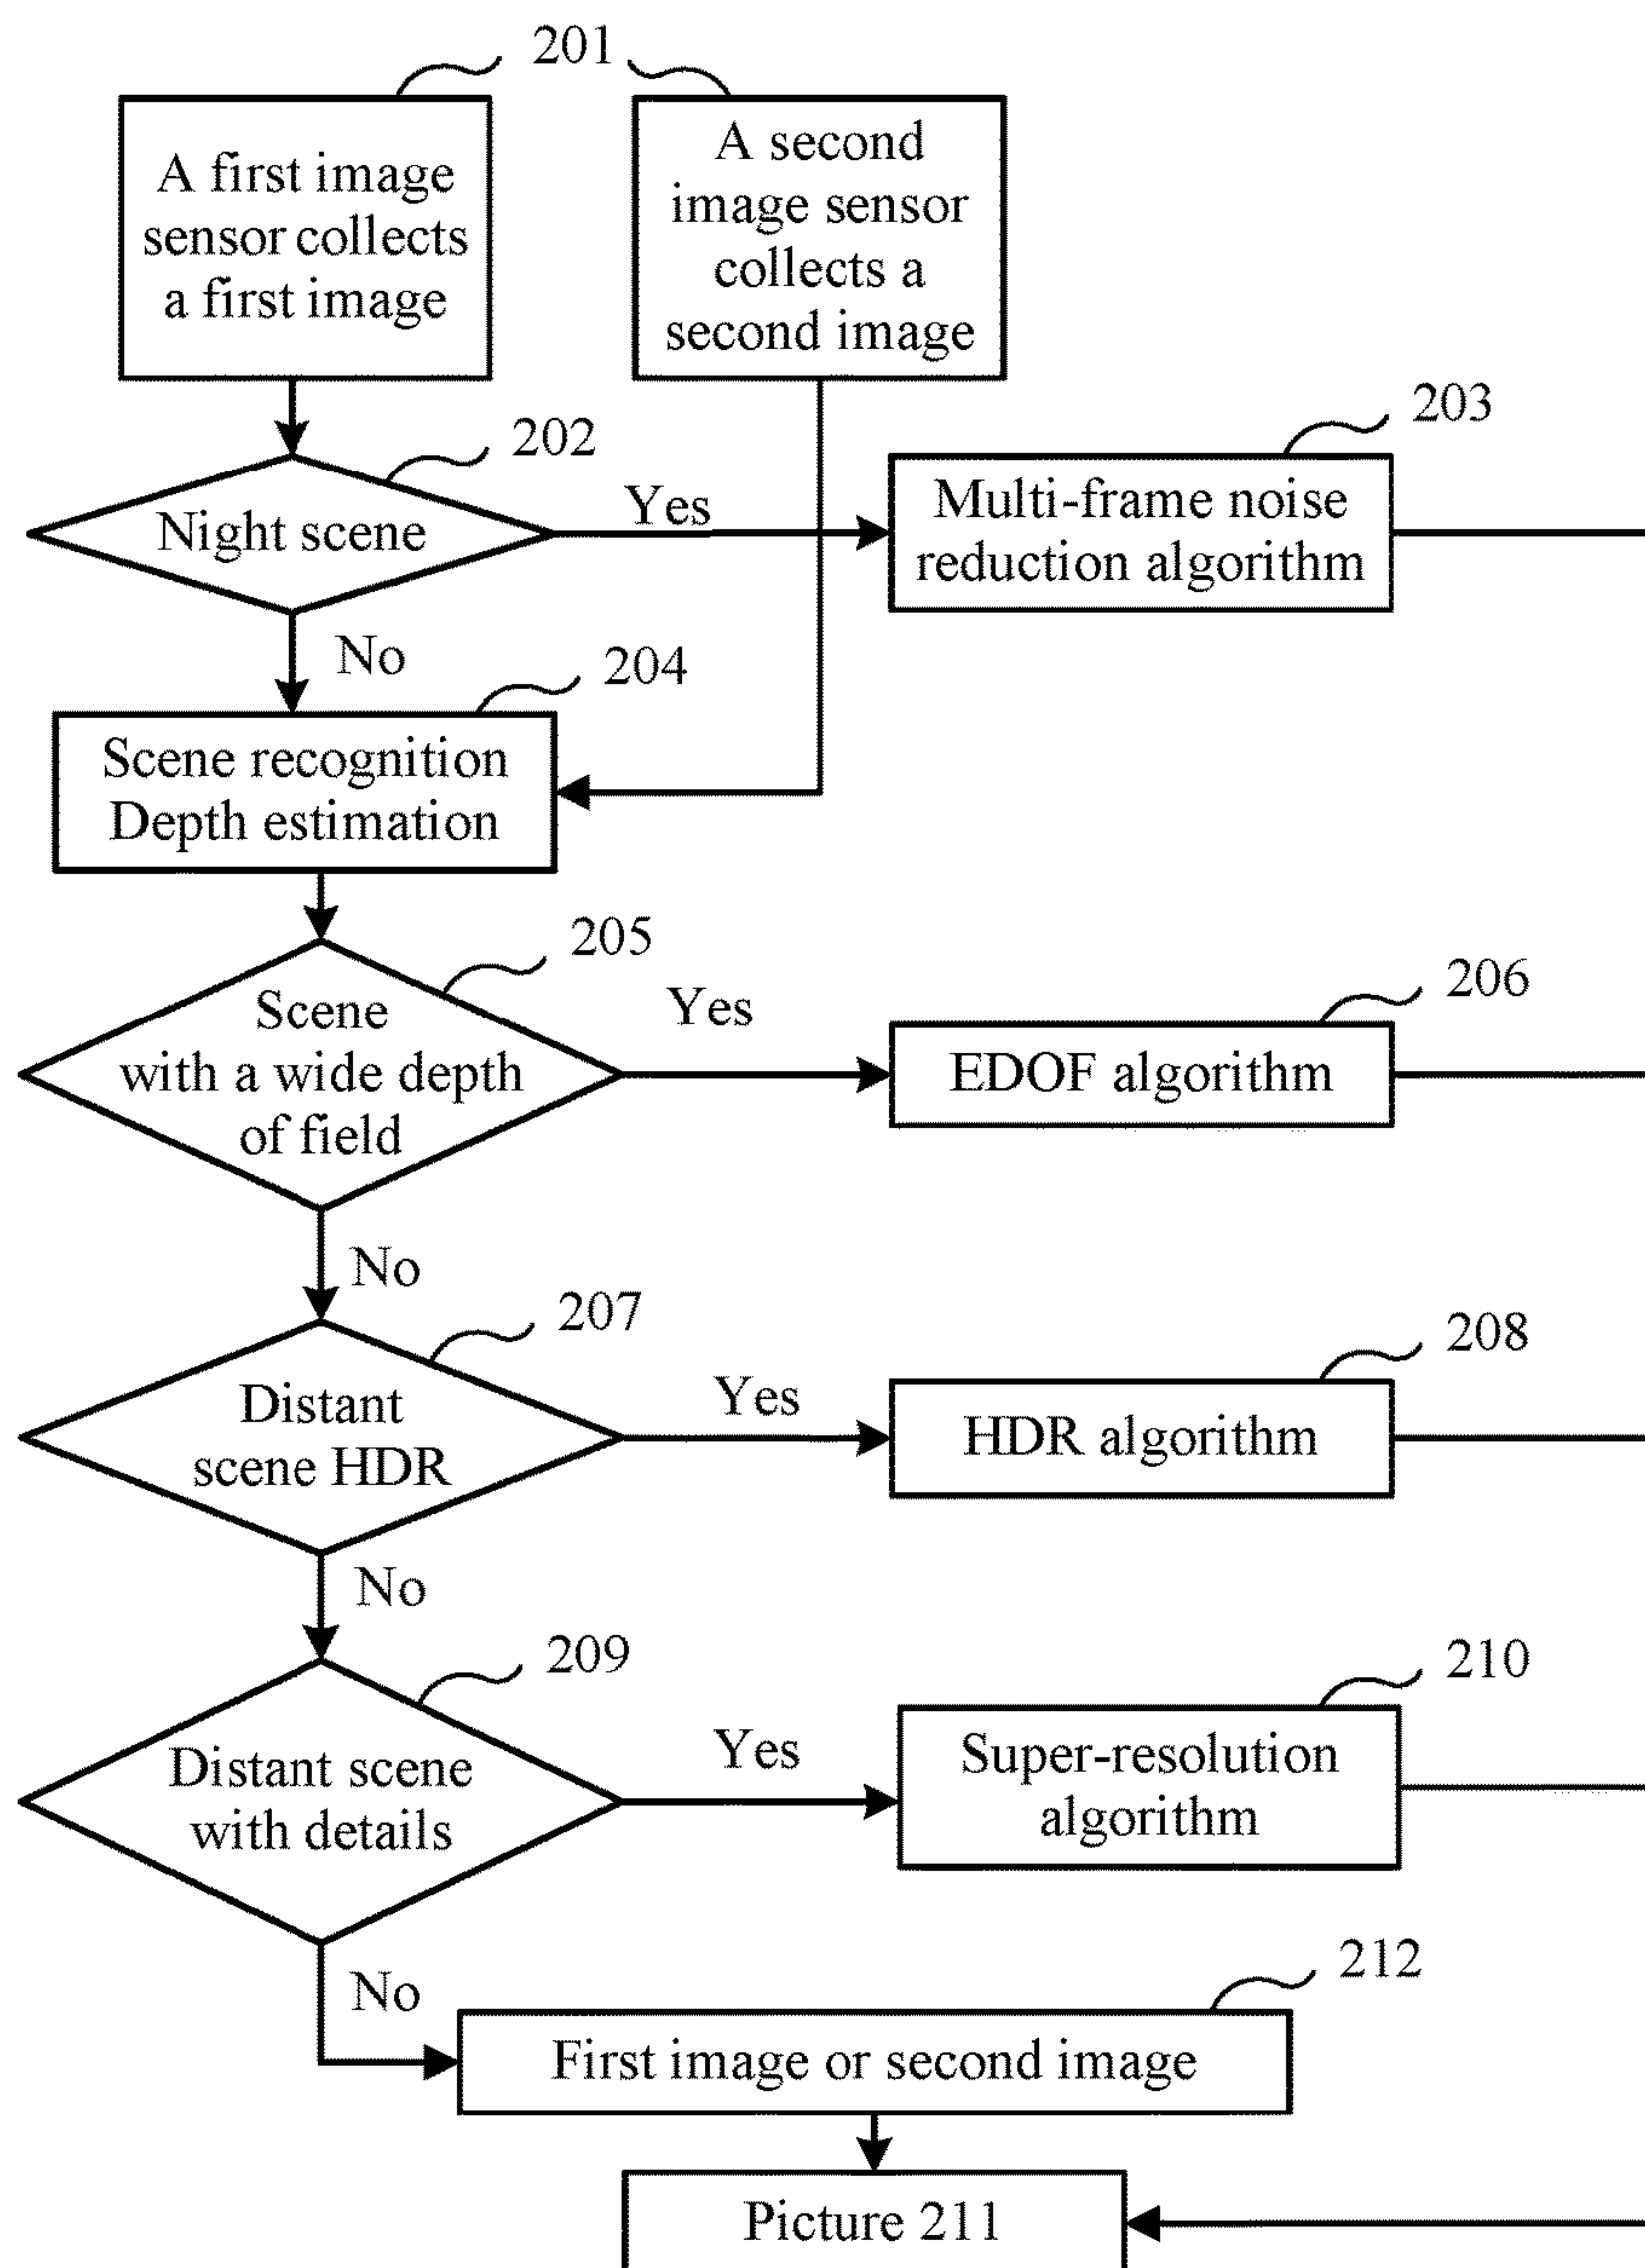 201
A first image
sensor collects
a first image
A second
image sensor
collects a
second image
202
Night scene
Yes
203
Multi-frame noise
reduction algorithm
No
204
Scene recognition
Depth estimation
205
Scene
with a wide depth
of field
Yes
206
EDOF algorithm
No
207
Distant
scene HDR
Yes
208
HDR algorithm
No
209
Distant scene
with details
Yes
210
Super-resolution
algorithm
No
212
First image or second image
Picture 211